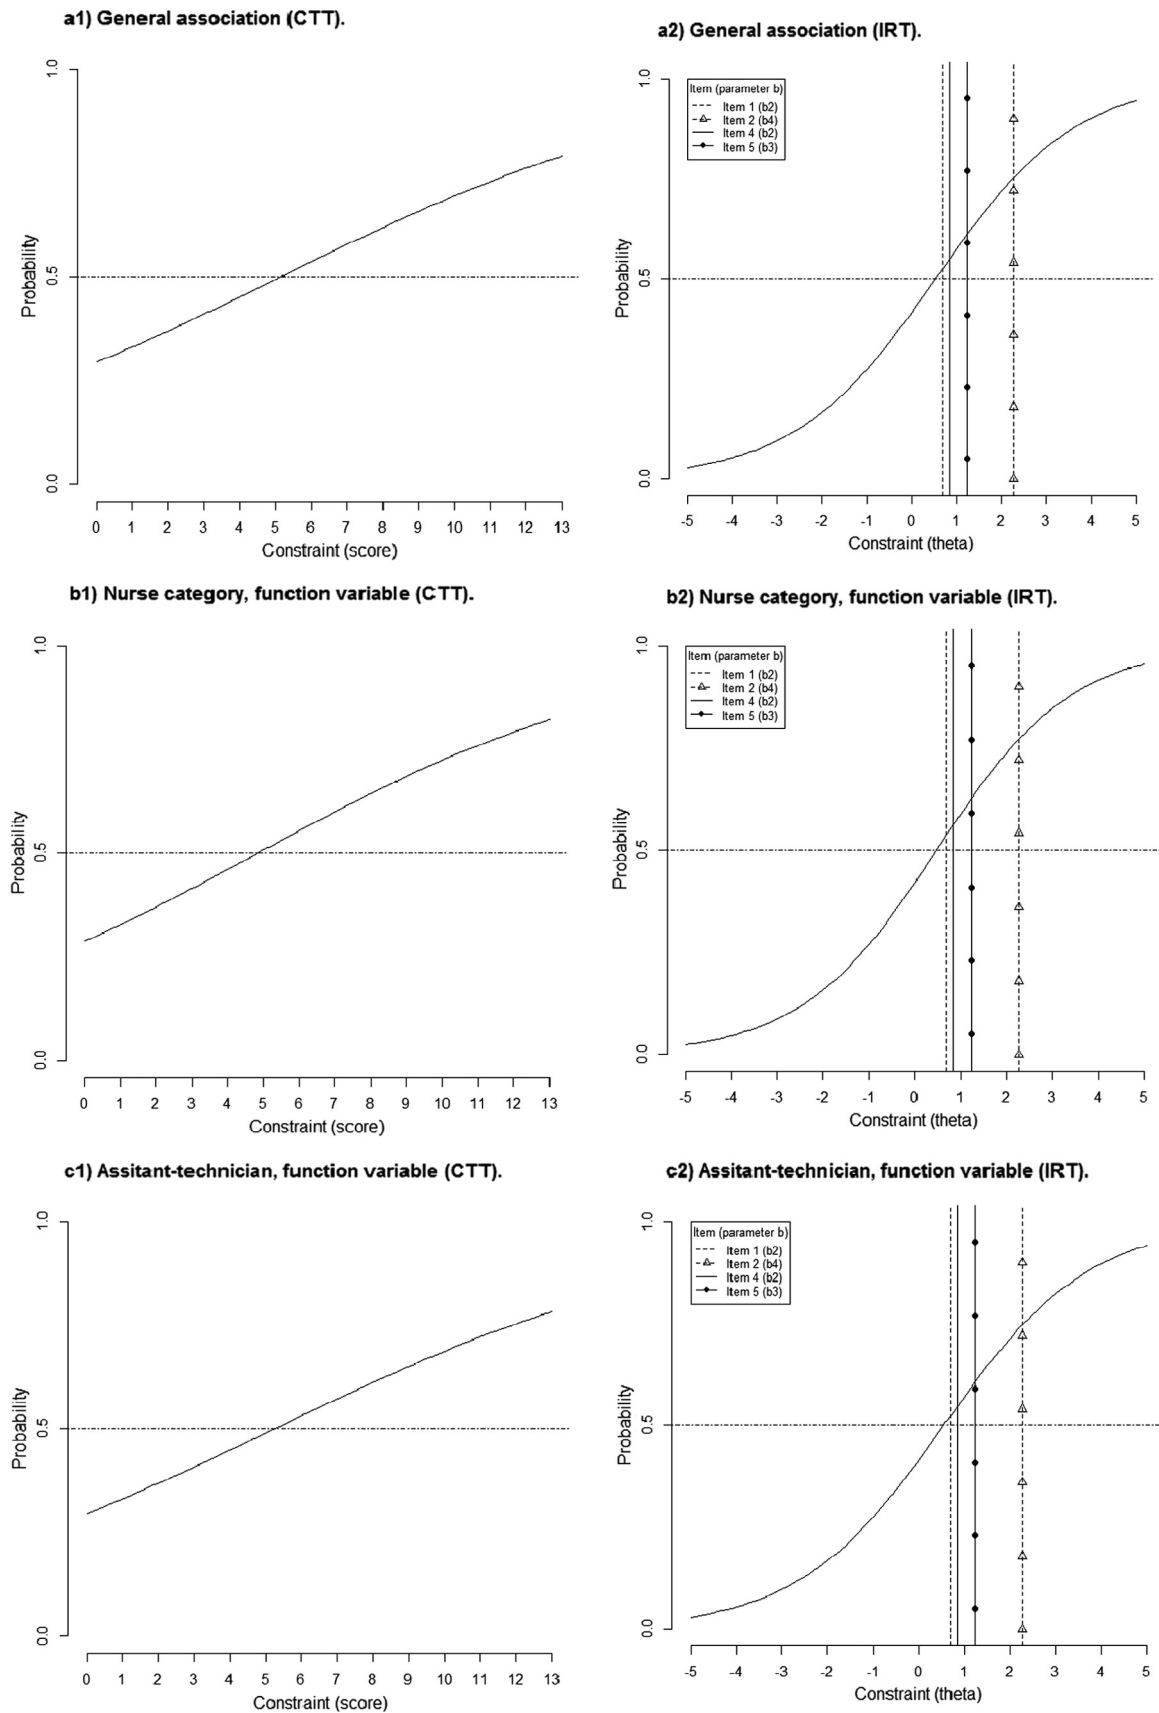 a1) General association (CTT).
1.0
0.5
0.0
Probability
0 1 2 3 4 5 6 7 8 9 10 11 12 13
Constraint (score)
a2) General association (IRT).
Item (parameter b)
Item 1 (b2)
Item 2 (b4)
Item 4 (b2)
Item 5 (b3)
1.0
0.5
0.0
Probability
-5 -4 -3 -2 -1 0 1 2 3 4 5
Constraint (theta)
b1) Nurse category, function variable (CTT).
1.0
0.5
0.0
Probability
0 1 2 3 4 5 6 7 8 9 10 11 12 13
Constraint (score)
b2) Nurse category, function variable (IRT).
Item (parameter b)
Item 1 (b2)
Item 2 (b4)
Item 4 (b2)
Item 5 (b3)
1.0
0.5
0.0
Probability
-5 -4 -3 -2 -1 0 1 2 3 4 5
Constraint (theta)
c1) Assitant-technician, function variable (CTT).
1.0
0.5
0.0
Probability
0 1 2 3 4 5 6 7 8 9 10 11 12 13
Constraint (score)
c2) Assitant-technician, function variable (IRT).
Item (parameter b)
Item 1 (b2)
Item 2 (b4)
Item 4 (b2)
Item 5 (b3)
1.0
0.5
0.0
Probability
-5 -4 -3 -2 -1 0 1 2 3 4 5
Constraint (theta)